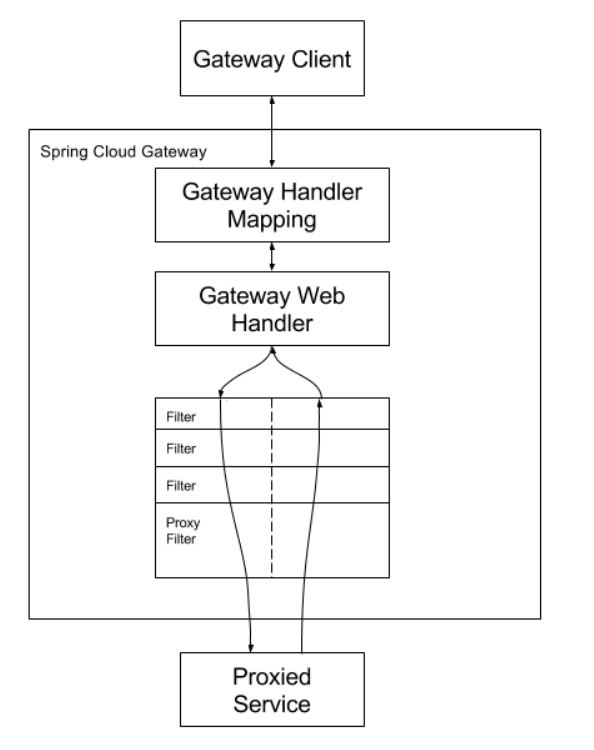 Gateway Client
Spring Cloud Gateway
Gateway Handler
Mapping
Gateway Web
Handler
Filter
Filter
Filter
Proxy
Filter
Proxied
Service